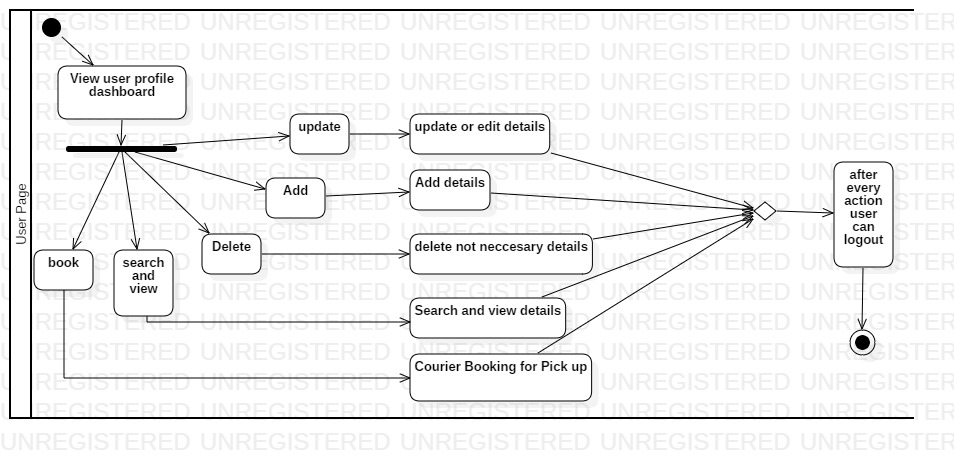 View user profile
dashboard
update
update or edit details
Add
Add details
Delete
delete not neccesary details
book
search
and
view
Search and view details
Courier Booking for Pick up
after
every
action
user
can
logout
User Page
UNREGISTERED UNREGISTERED UNREGISTERED UNREGISTERED UNREGISTERED